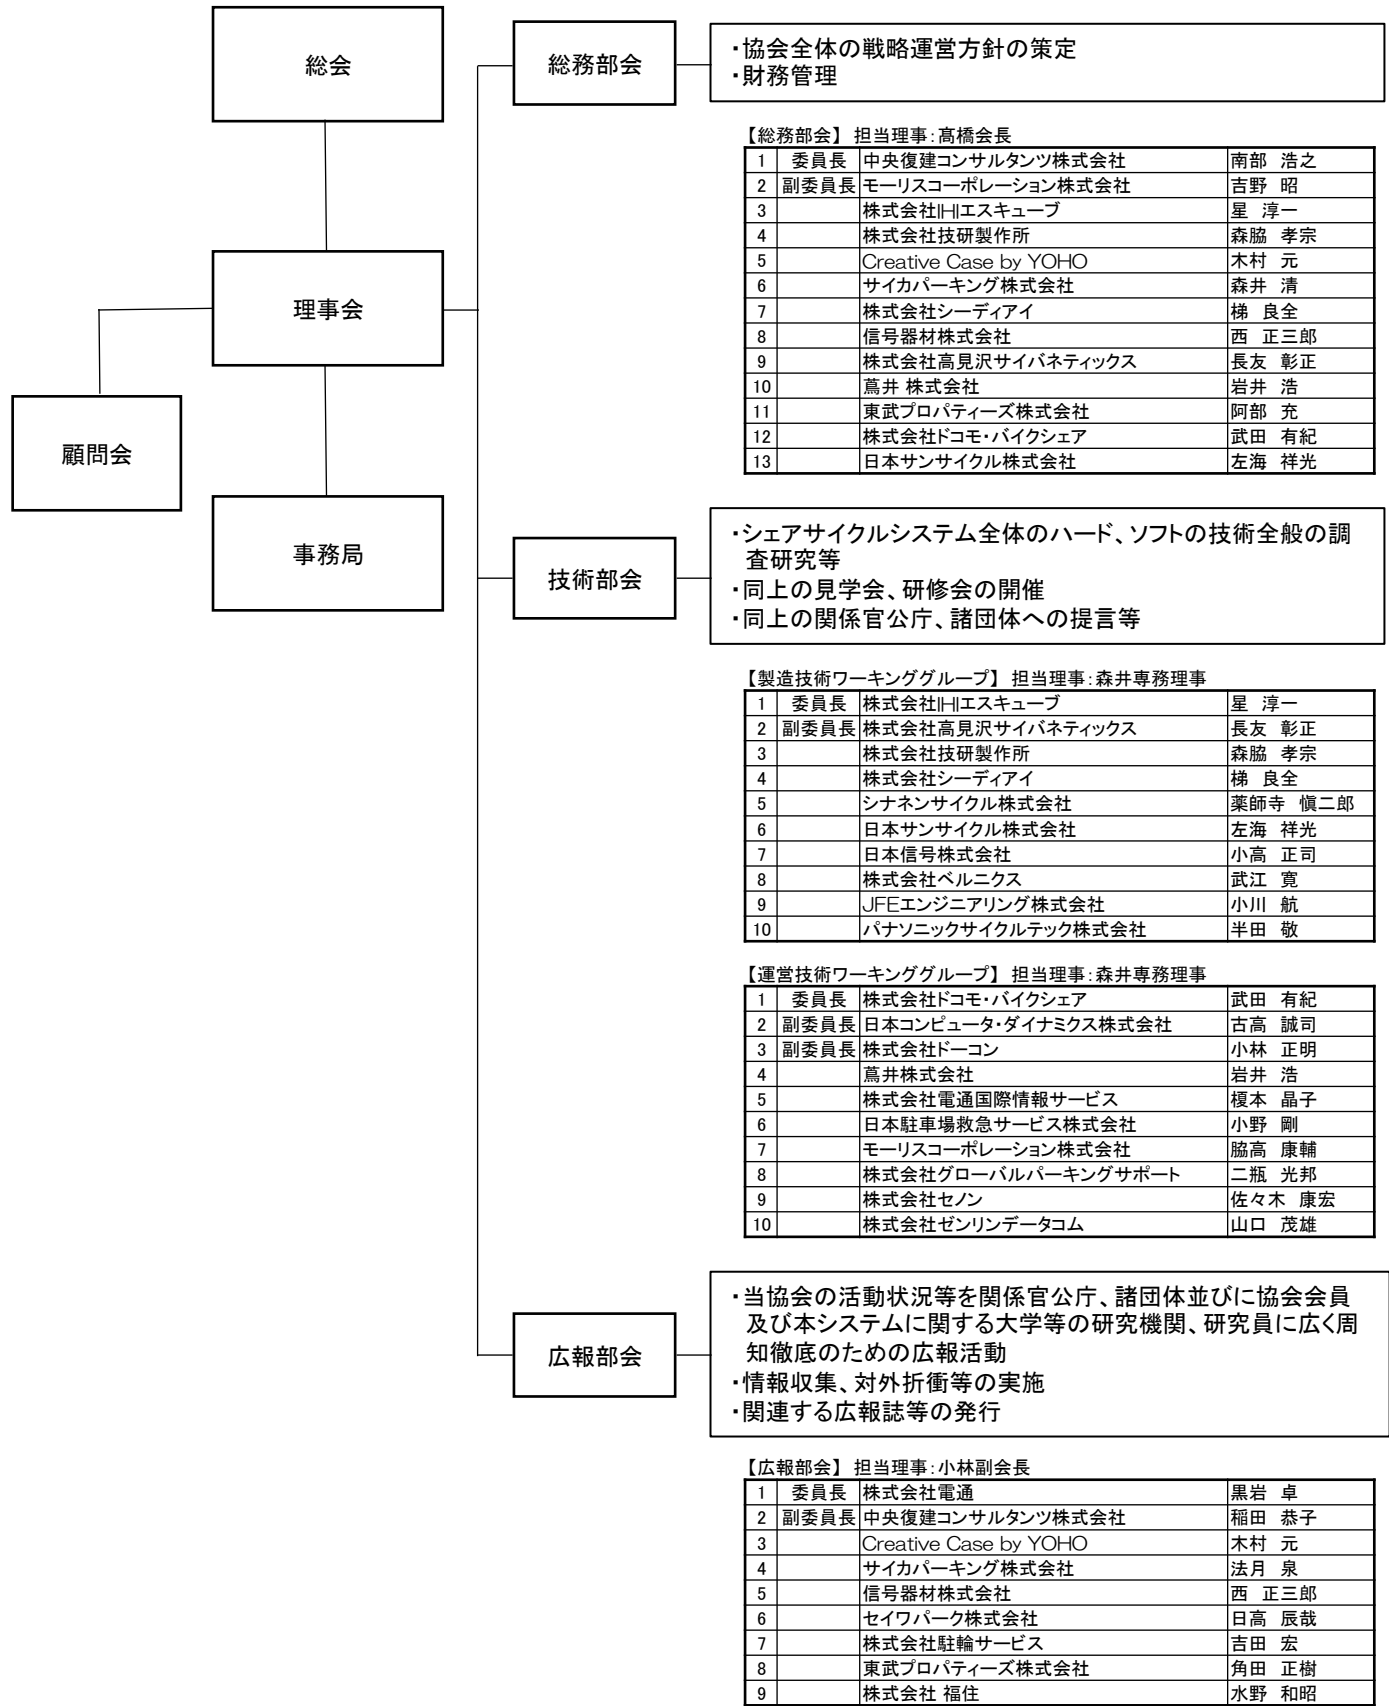 総会
総務部会
・協会全体の戦略運営方針の策定
・財務管理
【総務部会】 担当理事：髙橋会長
1 委員長 中央復建コンサルタンツ株式会社 南部 浩之
2 副委員長 モーリスコーポレーション株式会社 吉野 昭
3 株式会社IHIエスキューブ 星 淳一
4 株式会社技研製作所 森脇 孝宗
5 Creative Case by YOHO 木村 元
6 サイカパーキング株式会社 森井 清
7 株式会社シーディアイ 梯 良全
8 信号器材株式会社 西 正三郎
9 株式会社高見沢サイバネティックス 長友 彰正
10 蔦井 株式会社 岩井 浩
11 東武プロパティーズ株式会社 阿部 充
12 株式会社ドコモ・バイクシェア 武田 有紀
13 日本サンサイクル株式会社 左海 祥光
理事会
顧問会
事務局
技術部会
・シェアサイクルシステム全体のハード、ソフトの技術全般の調
査研究等
・同上の見学会、研修会の開催
・同上の関係官公庁、諸団体への提言等
【製造技術ワーキンググループ】 担当理事：森井専務理事
1 委員長 株式会社IHIエスキューブ 星 淳一
2 副委員長 株式会社高見沢サイバネティックス 長友 彰正
3 株式会社技研製作所 森脇 孝宗
4 株式会社シーディアイ 梯 良全
5 シナネンサイクル株式会社 薬師寺 愼二郎
6 日本サンサイクル株式会社 左海 祥光
7 日本信号株式会社 小高 正司
8 株式会社ベルニクス 武江 寛
9 JFEエンジニアリング株式会社 小川 航
10 パナソニックサイクルテック株式会社 半田 敬
【運営技術ワーキンググループ】 担当理事：森井専務理事
1 委員長 株式会社ドコモ・バイクシェア 武田 有紀
2 副委員長 日本コンピュータ・ダイナミクス株式会社 古高 誠司
3 副委員長 株式会社ドーコン 小林 正明
4 蔦井株式会社 岩井 浩
5 株式会社電通国際情報サービス 榎本 晶子
6 日本駐車場救急サービス株式会社 小野 剛
7 モーリスコーポレーション株式会社 脇高 康輔
8 株式会社グローバルパーキングサポート 二瓶 光邦
9 株式会社セノン 佐々木 康宏
10 株式会社ゼンリンデータコム 山口 茂雄
広報部会
・当協会の活動状況等を関係官公庁、諸団体並びに協会会員
及び本システムに関する大学等の研究機関、研究員に広く周
知徹底のための広報活動
・情報収集、対外折衝等の実施
・関連する広報誌等の発行
【広報部会】 担当理事：小林副会長
1 委員長 株式会社電通 黒岩 卓
2 副委員長 中央復建コンサルタンツ株式会社 稲田 恭子
3 Creative Case by YOHO 木村 元
4 サイカパーキング株式会社 法月 泉
5 信号器材株式会社 西 正三郎
6 セイワパーク株式会社 日高 辰哉
7 株式会社駐輪サービス 吉田 宏
8 東武プロパティーズ株式会社 角田 正樹
9 株式会社 福住 水野 和昭